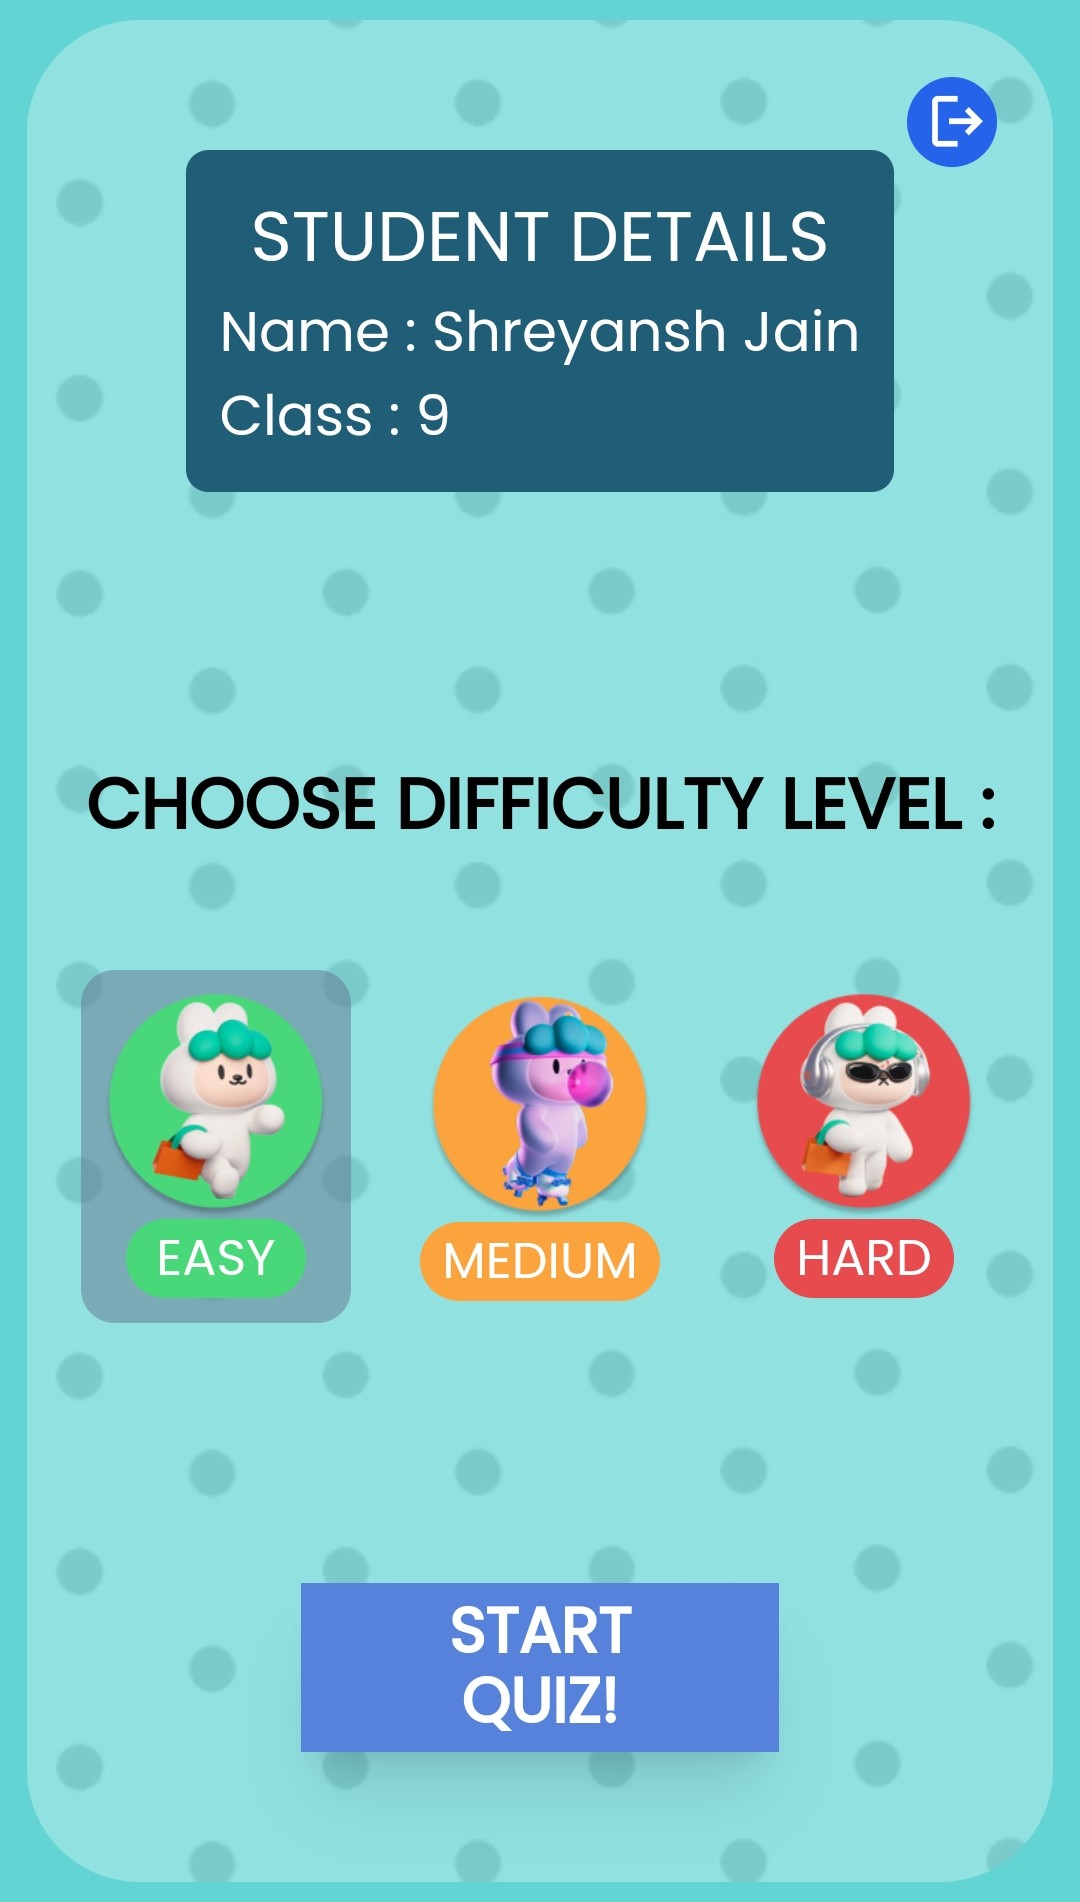 STUDENT DETAILS
Name : Shreyansh Jain
Class : 9
CHOOSE DIFFICULTY LEVEL :
EASY
MEDIUM
HARD
START
QUIZ!